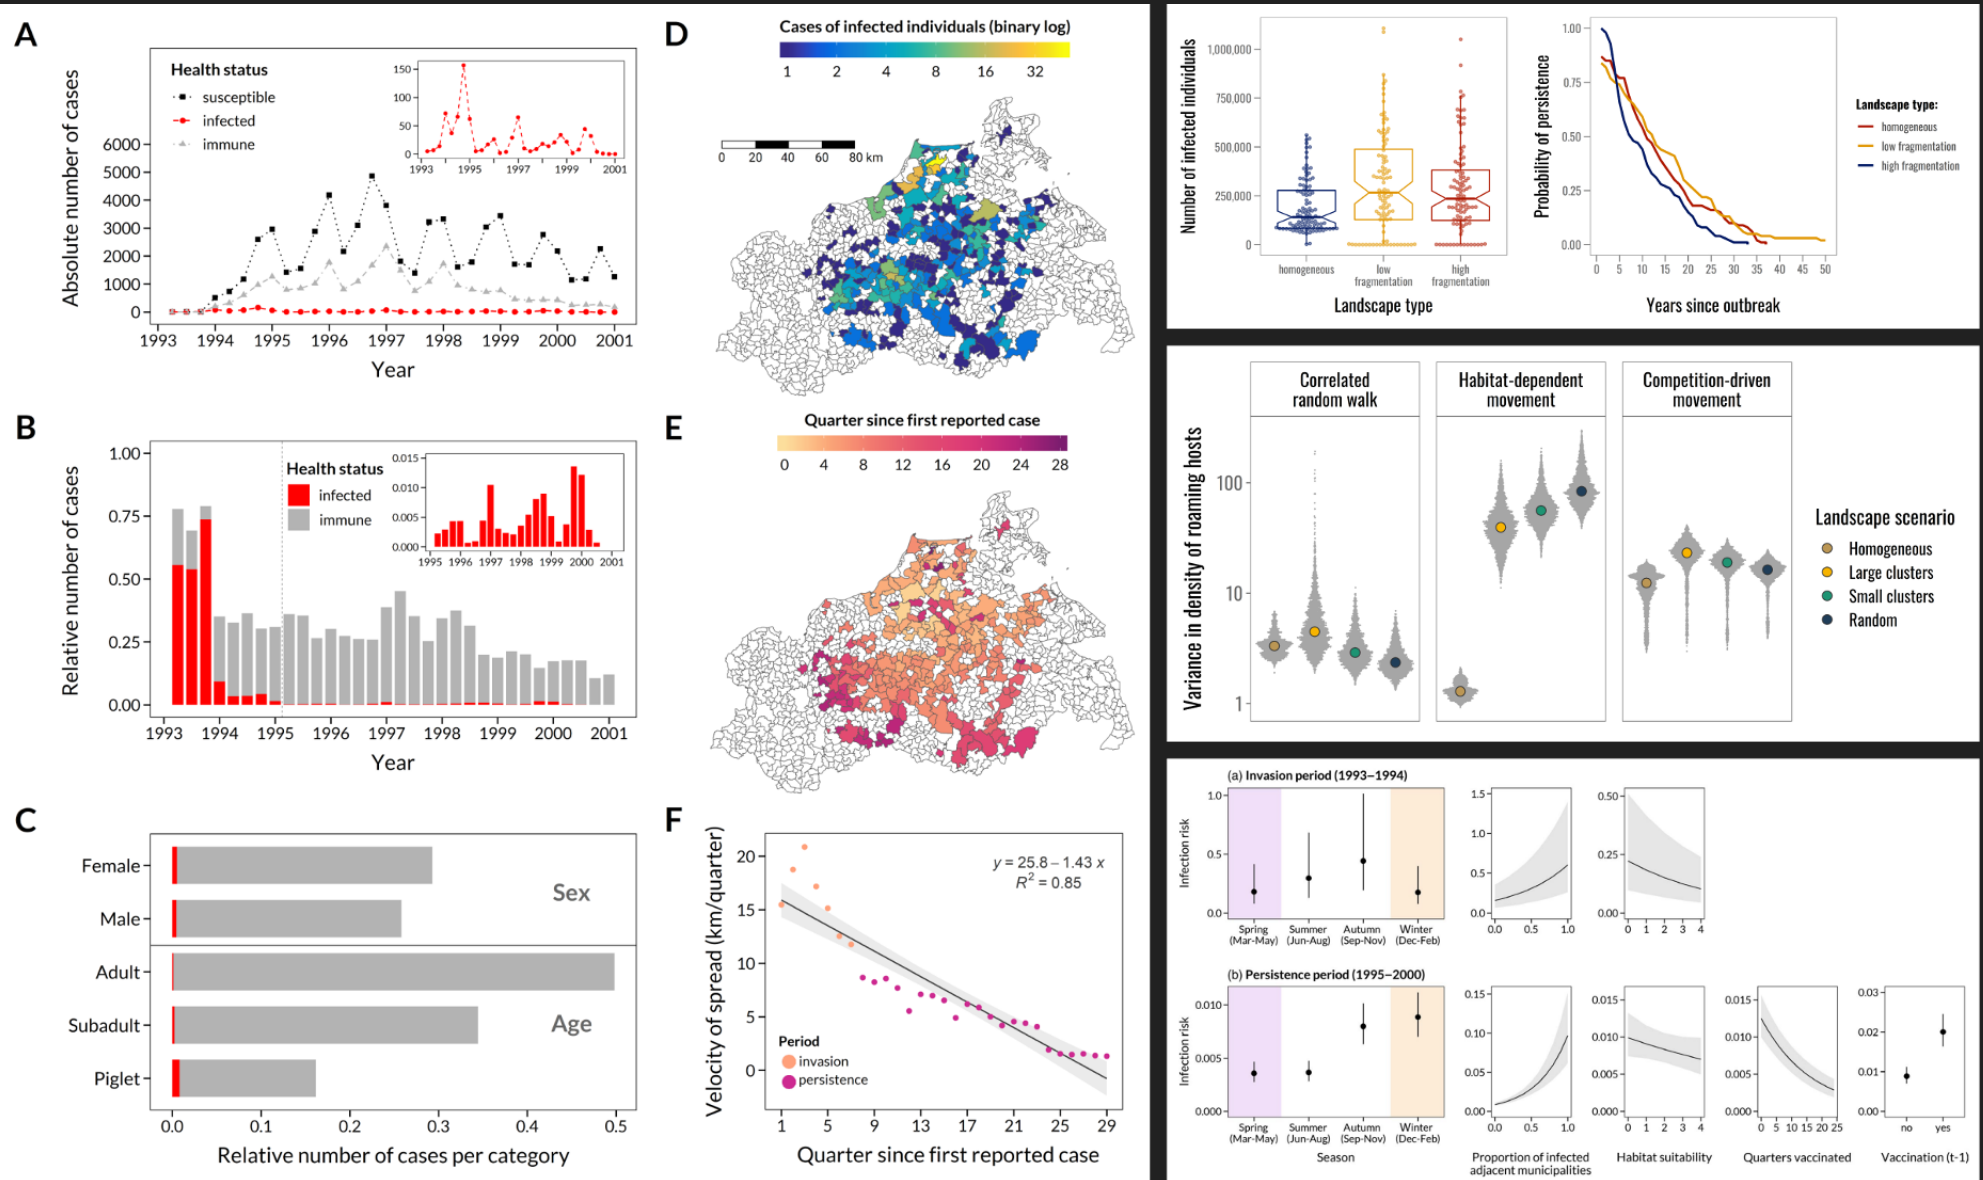 A
Health status
susceptible
infected
immune
Absolute number of cases
6000
5000
4000
3000
2000
1000
0
1993 1994 1995 1996 1997 1998 1999 2000 2001
Year
150
100
50
0
1993 1995 1997 1999 2001
B
Health status
infected
immune
Relative number of cases
1.00
0.75
0.50
0.25
0.00
1993 1994 1995 1996 1997 1998 1999 2000 2001
Year
0.015
0.010
0.005
0.000
1995 1996 1997 1998 1999 2000 2001
C
Female
Male
Adult
Subadult
Piglet
Sex
Age
0.0 0.1 0.2 0.3 0.4 0.5
Relative number of cases per category
D
Cases of infected individuals (binary log)
1 2 4 8 16 32
0 20 40 60 80 km
E
Quarter since first reported case
0 4 8 12 16 20 24 28
F
Velocity of spread (km/quarter)
20
15
10
5
0
y = 25.8 – 1.43 x
R² = 0.85
Period
invasion
persistence
1 5 9 13 17 21 25 29
Quarter since first reported case
Number of infected individuals
1,000,000
750,000
500,000
250,000
0
homogeneous
low
fragmentation
high
fragmentation
Landscape type
Probability of persistence
1.00
0.75
0.50
0.25
0.00
0 5 10 15 20 25 30 35 40 45 50
Years since outbreak
Landscape type:
homogeneous
low fragmentation
high fragmentation
Correlated
random walk
Habitat-dependent
movement
Competition-driven
movement
Variance in density of roaming hosts
100
10
1
Landscape scenario
Homogeneous
Large clusters
Small clusters
Random
(a) Invasion period (1993–1994)
Infection risk
1.0
0.5
0.0
Spring
(Mar-May)
Summer
(Jun-Aug)
Autumn
(Sep-Nov)
Winter
(Dec-Feb)
1.5
1.0
0.5
0.0
0.0 0.5 1.0
0.50
0.25
0.00
0 1 2 3 4
(b) Persistence period (1995–2000)
Infection risk
0.010
0.005
0.000
Spring
(Mar-May)
Summer
(Jun-Aug)
Autumn
(Sep-Nov)
Winter
(Dec-Feb)
Season
0.15
0.10
0.05
0.00
0.0 0.5 1.0
Proportion of infected
adjacent municipalities
0.015
0.010
0.005
0.000
0 1 2 3 4
Habitat suitability
0.015
0.010
0.005
0.000
0 5 10 15 20 25
Quarters vaccinated
0.03
0.02
0.01
0.00
no yes
Vaccination (t-1)